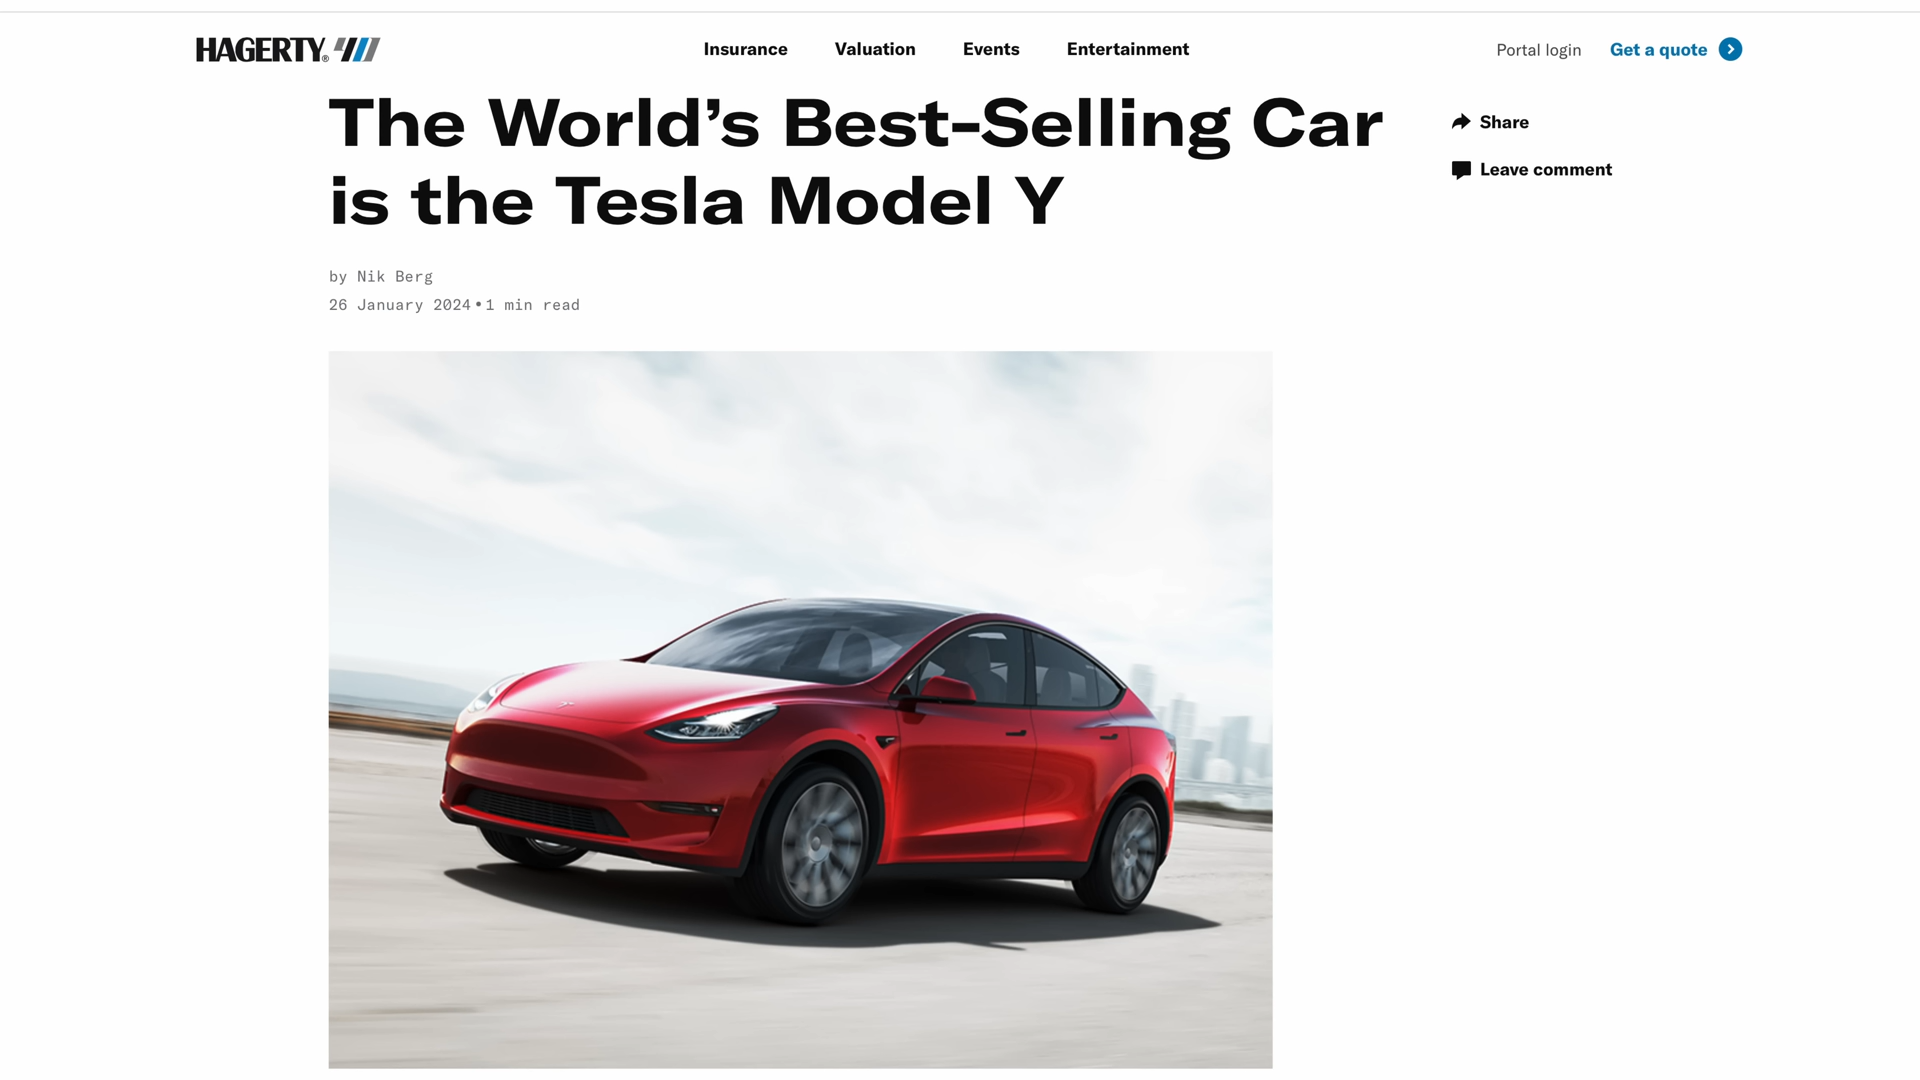 HAGERTY®
Insurance
Valuation
Events
Entertainment
Portal login
Get a quote
The World’s Best-Selling Car
is the Tesla Model Y
Share
Leave comment
by Nik Berg
26 January 2024•1 min read